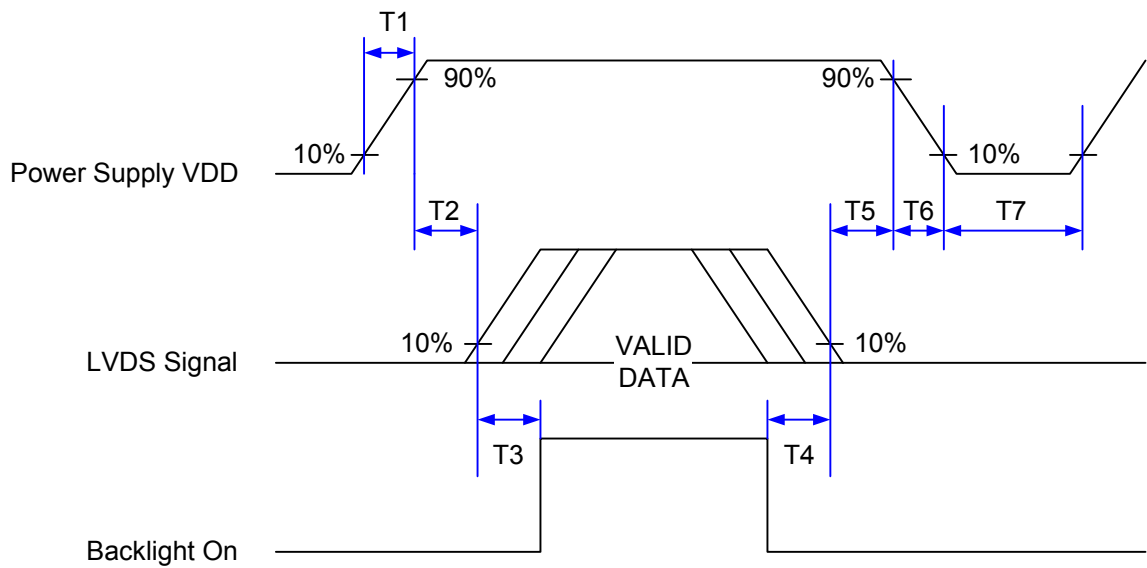 T1
90%
90%
10%
10%
Power Supply VDD
T2
T5
T6
T7
10%
10%
LVDS Signal
VALID
DATA
T3
T4
Backlight On